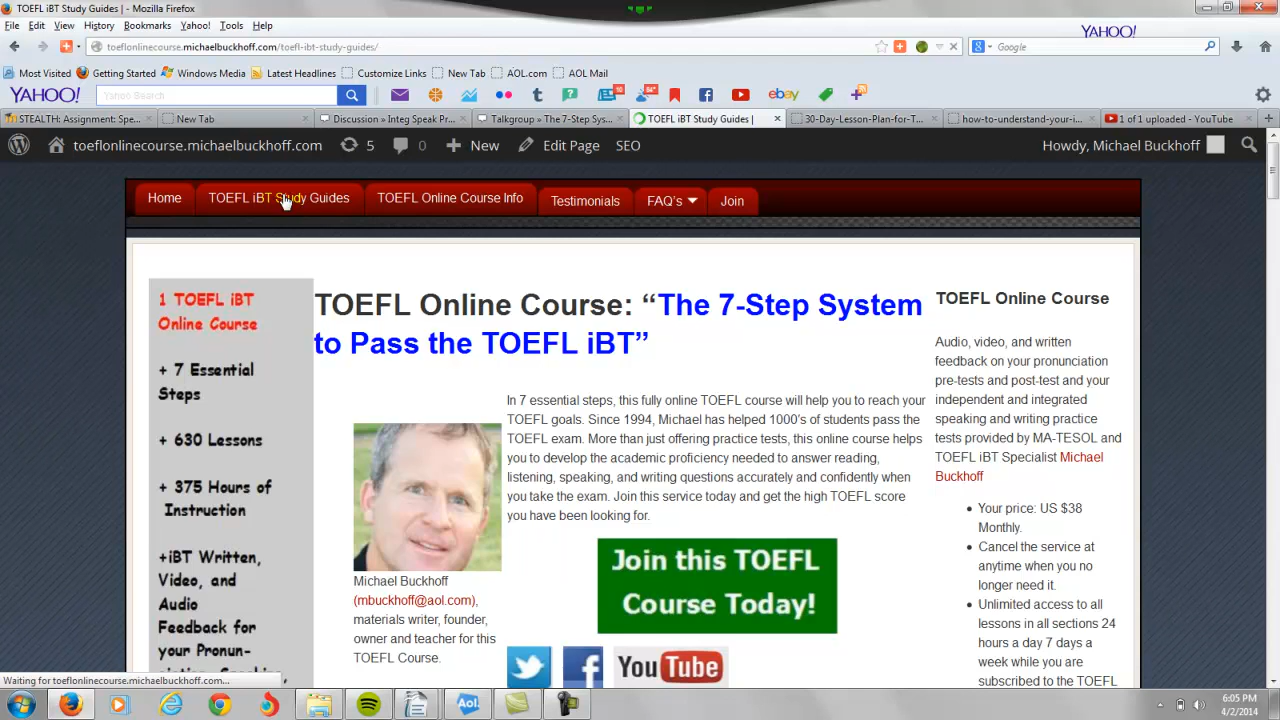 TOEFL iBT Study Guides | - Mozilla Firefox
File Edit View History Bookmarks Yahoo! Tools Help
YAHOO!
toeflonlinecourse.michaelbuckhoff.com/toefl-ibt-study-guides/
Google
Most Visited Getting Started Windows Media Latest Headlines Customize Links New Tab AOL.com AOL Mail
YAHOO! Yahoo Search
ebay
STEALTH: Assignment: Spe... New Tab Discussion » Integ Speak Pr... Talkgroup » The 7-Step Sy... TOEFL iBT Study Guides | 30-Day-Lesson-Plan-for-T... how-to-understand-your-i... 1 of 1 uploaded - YouTube
toeflonlinecourse.michaelbuckhoff.com 5 0 New Edit Page SEO Howdy, Michael Buckhoff
Home TOEFL iBT Study Guides TOEFL Online Course Info Testimonials FAQ's Join
1 TOEFL iBT
Online Course
+ 7 Essential
Steps
+ 630 Lessons
+ 375 Hours of
Instruction
+iBT Written,
Video, and
Audio
Feedback for
your Pronun-
TOEFL Online Course: “The 7-Step System
to Pass the TOEFL iBT”
In 7 essential steps, this fully online TOEFL course will help you to reach your
TOEFL goals. Since 1994, Michael has helped 1000's of students pass the
TOEFL exam. More than just offering practice tests, this online course helps
you to develop the academic proficiency needed to answer reading,
listening, speaking, and writing questions accurately and confidently when
you take the exam. Join this service today and get the high TOEFL score
you have been looking for.
Michael Buckhoff
(mbuckhoff@aol.com),
materials writer, founder,
owner and teacher for this
TOEFL Course.
Join this TOEFL
Course Today!
You Tube
TOEFL Online Course
Audio, video, and written
feedback on your pronunciation
pre-tests and post-test and your
independent and integrated
speaking and writing practice
tests provided by MA-TESOL and
TOEFL iBT Specialist Michael
Buckhoff
Your price: US $38
Monthly.
Cancel the service at
anytime when you no
longer need it.
Unlimited access to all
lessons in all sections 24
hours a day 7 days a
week while you are
subscribed to the TOEFL
Waiting for toeflonlinecourse.michaelbuckhoff.com...
Aol.
6:05 PM
4/2/2014